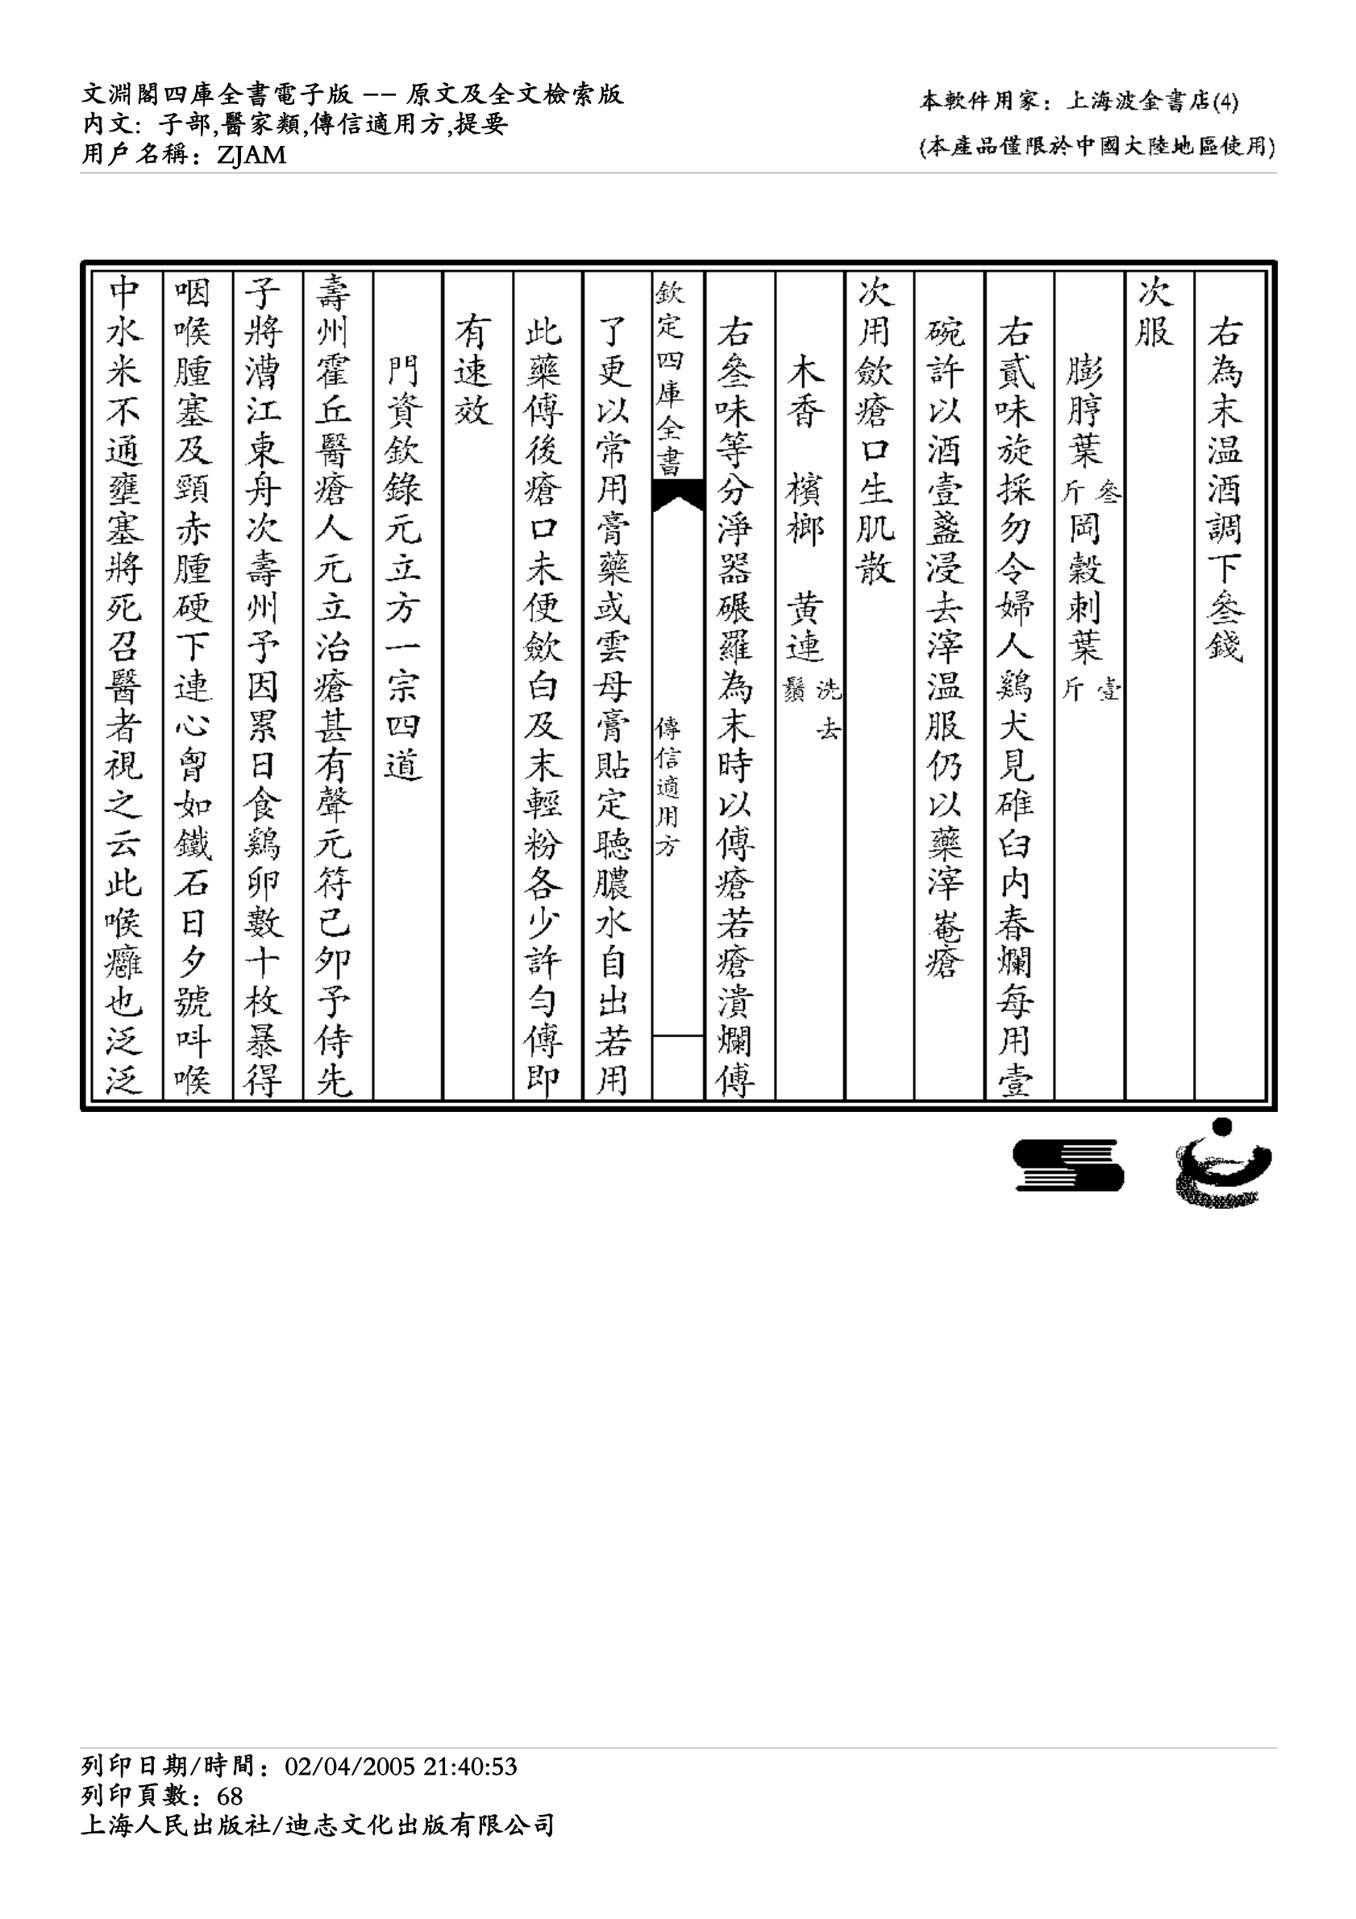 文淵閣四庫全書電子版 -- 原文及全文檢索版
内文: 子部,醫家類,傳信適用方,提要
用戶名稱: ZJAM
本軟件用家: 上海波金書店(4)
(本產品僅限於中國大陸地區使用)
右為末温酒調下叄錢
次服
膨脝葉叄斤岡穀刺葉壹斤
右貳味旋採勿令婦人鷄犬見碓臼内舂爛每用壹
碗許以酒壹盞浸去滓温服仍以藥滓菴瘡
次用斂瘡口生肌散
木香 檳榔 黄連洗去鬚
右叄味等分淨器碾羅為末時以傅瘡若瘡潰爛傅
欽定四庫全書
傳信適用方
了更以常用膏藥或雲母膏貼定聽膿水自出若用
此藥傅後瘡口未便斂白及末輕粉各少許匀傅即
有速效
門資欽錄元立方一宗四道
壽州霍丘醫瘡人元立治瘡甚有聲元符己夘予侍先
子將漕江東舟次壽州予因累日食鷄卵數十枚暴得
咽喉腫塞及頸赤腫硬下連心胷如鐵石日夕號呌喉
中水米不通壅塞將死召醫者視之云此喉癰也泛泛
列印日期/時間: 02/04/2005 21:40:53
列印頁數: 68
上海人民出版社/迪志文化出版有限公司